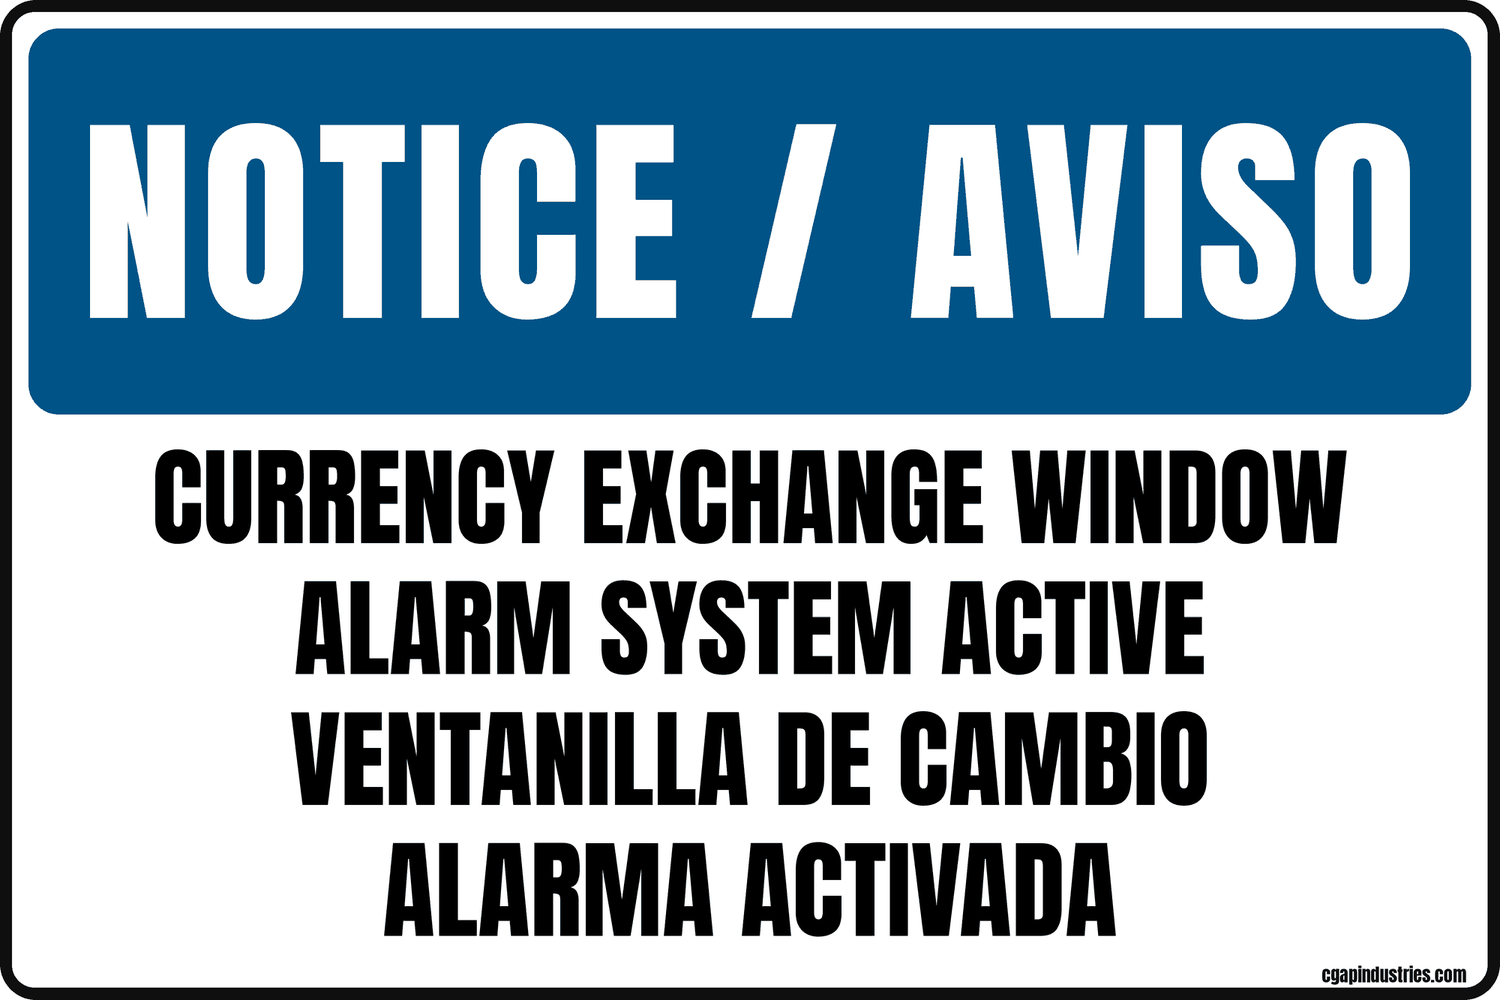 NOTICE / AVISO
CURRENCY EXCHANGE WINDOW
ALARM SYSTEM ACTIVE
VENTANILLA DE CAMBIO
ALARMA ACTIVADA
cgapindustries.com